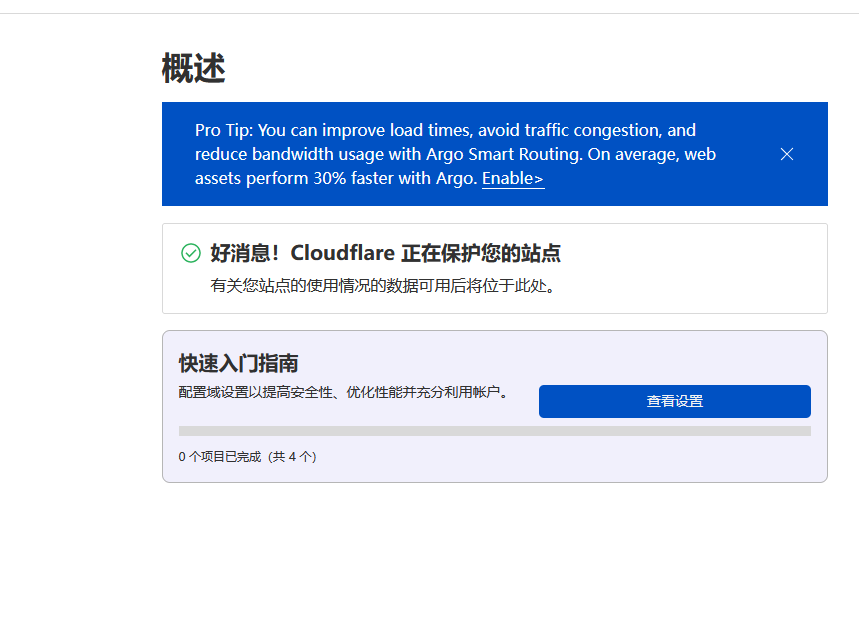 概述
Pro Tip: You can improve load times, avoid traffic congestion, and
reduce bandwidth usage with Argo Smart Routing. On average, web
assets perform 30% faster with Argo. Enable>
好消息！Cloudflare 正在保护您的站点
有关您站点的使用情况的数据可用后将位于此处。
快速入门指南
配置域设置以提高安全性、优化性能并充分利用帐户。
查看设置
0 个项目已完成（共 4 个）